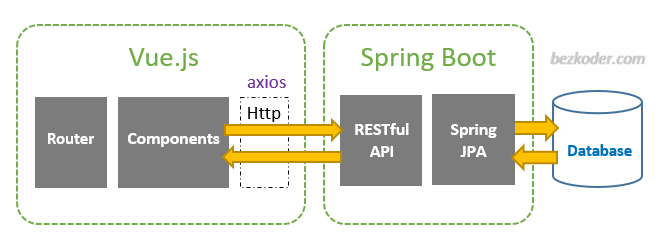 Vue.js
Spring Boot
bezkoder.com
axios
Http
Router
Components
RESTful
API
Spring
JPA
Database